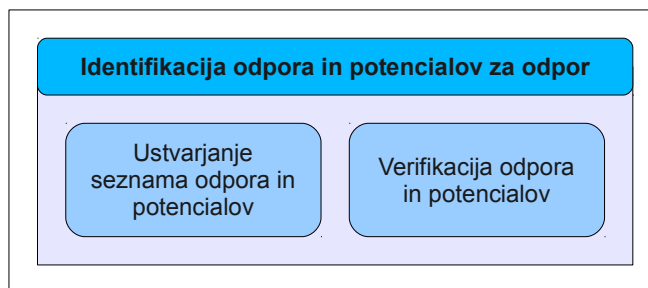 Identifikacija odpora in potencialov za odpor
Ustvarjanje
seznama odpora in
potencialov
Verifikacija odpora
in potencialov